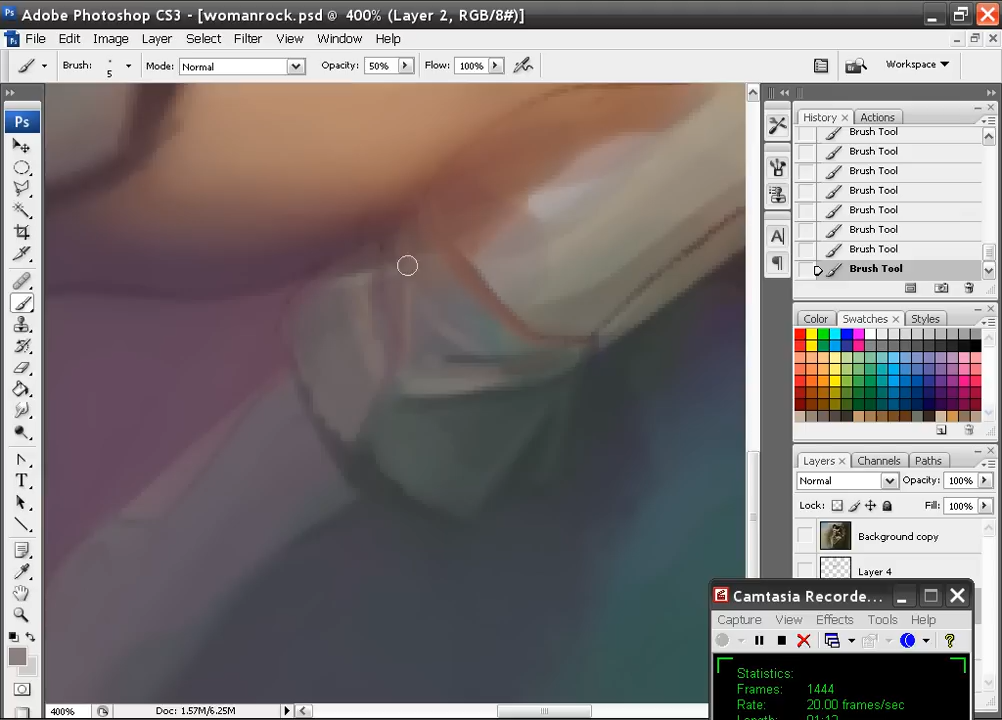 Adobe Photoshop CS3 - [womanrock.psd @ 400% (Layer 2, RGB/8#)]
File Edit Image Layer Select Filter View Window Help
Brush: 5 Mode: Normal Opacity: 50% Flow: 100% Workspace
Ps
History Actions
Brush Tool
Brush Tool
Brush Tool
Brush Tool
Brush Tool
Brush Tool
Brush Tool
Brush Tool
Color Swatches Styles
Layers Channels Paths
Normal Opacity: 100%
Lock: Fill: 100%
Background copy
Layer 4
Camtasia Recorde...
Capture View Effects Tools Help
Statistics:
Frames: 1444
Rate: 20.00 frames/sec
400% Doc: 1.57M/6.25M